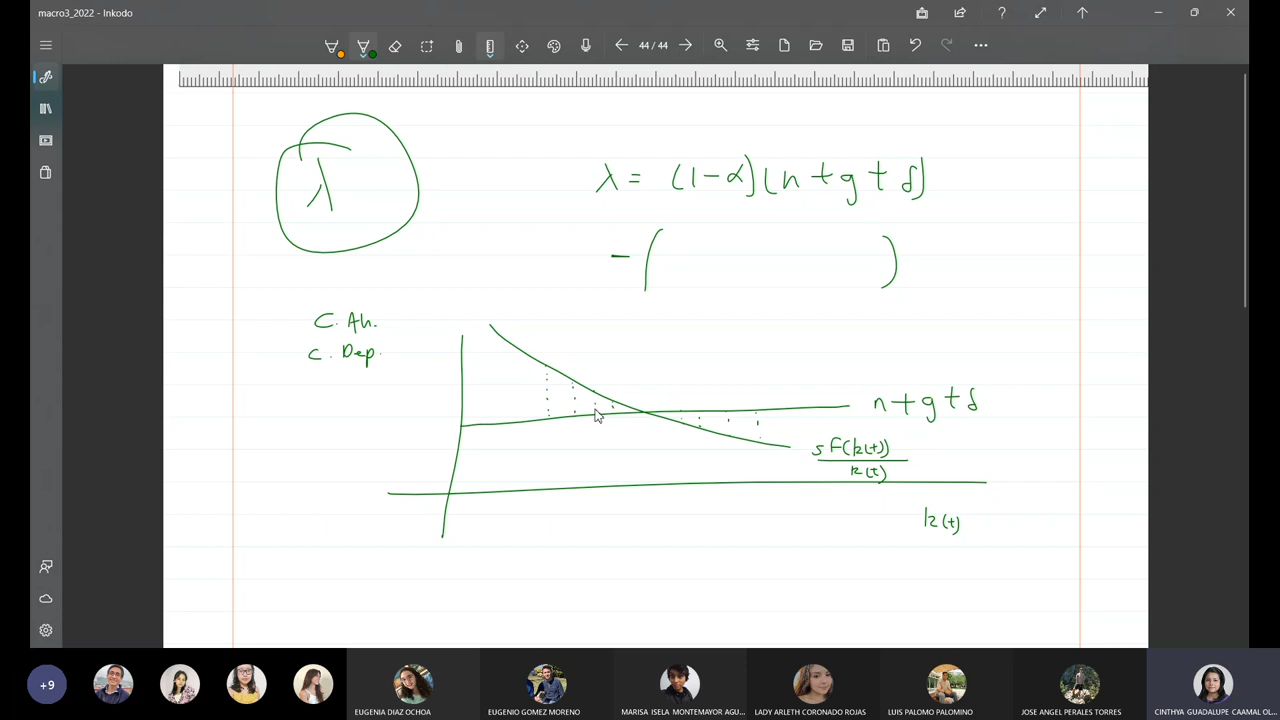 macro3_2022 - Inkodo
44 / 44
λ
λ = (1-α)(n+g+δ)
- ( )
C. Ah.
C. Dep.
n+g+δ
s F(k(t))
k(t)
k(t)
+9
EUGENIA DIAZ OCHOA
EUGENIO GOMEZ MORENO
MARISA ISELA MONTEMAYOR AGU...
LADY ARLETH CORONADO ROJAS
LUIS PALOMO PALOMINO
JOSE ANGEL PERALES TORRES
CINTHYA GUADALUPE CAAMAL OL...